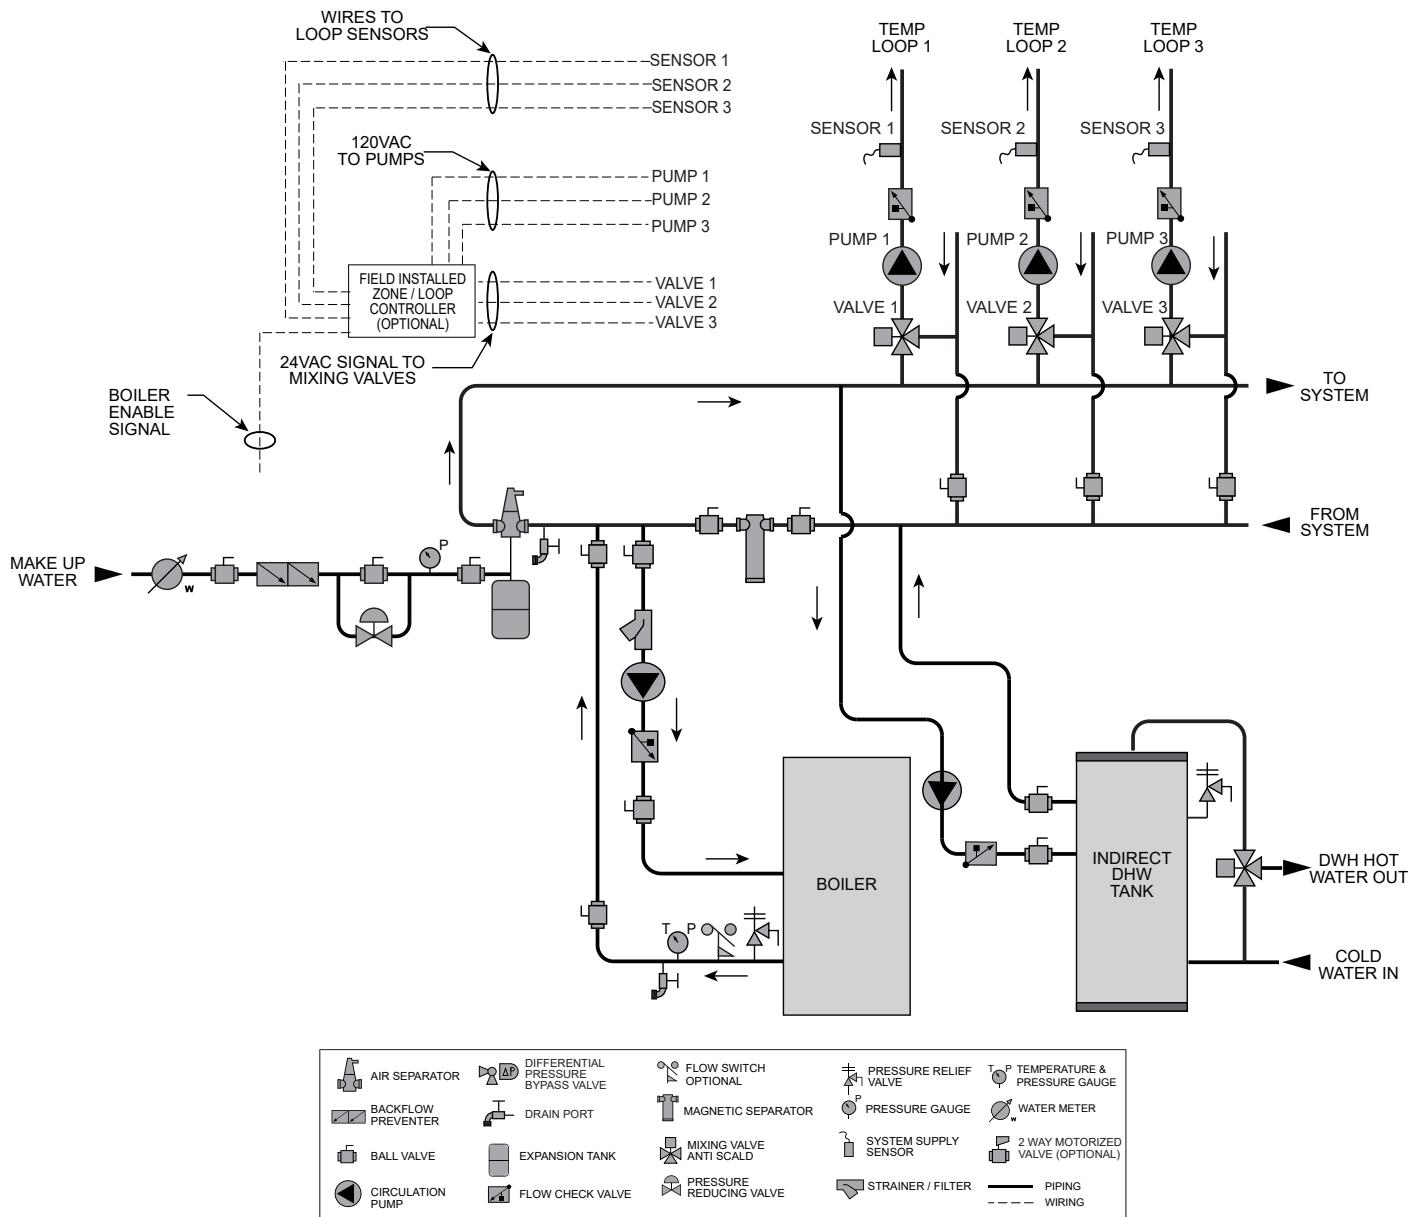 WIRES TO
LOOP SENSORS
SENSOR 1
SENSOR 2
SENSOR 3
120VAC
TO PUMPS
PUMP 1
PUMP 2
PUMP 3
FIELD INSTALLED
ZONE / LOOP
CONTROLLER
(OPTIONAL)
VALVE 1
VALVE 2
VALVE 3
24VAC SIGNAL TO
MIXING VALVES
BOILER
ENABLE
SIGNAL
TEMP
LOOP 1
TEMP
LOOP 2
TEMP
LOOP 3
SENSOR 1
SENSOR 2
SENSOR 3
PUMP 1
PUMP 2
PUMP 3
VALVE 1
VALVE 2
VALVE 3
TO
SYSTEM
FROM
SYSTEM
MAKE UP
WATER
W
P
BOILER
T P
INDIRECT
DHW
TANK
DWH HOT
WATER OUT
COLD
WATER IN
AIR SEPARATOR
BACKFLOW
PREVENTER
BALL VALVE
CIRCULATION
PUMP
ΔP
DIFFERENTIAL
PRESSURE
BYPASS VALVE
DRAIN PORT
EXPANSION TANK
FLOW CHECK VALVE
FLOW SWITCH
OPTIONAL
MAGNETIC SEPARATOR
MIXING VALVE
ANTI SCALD
PRESSURE
REDUCING VALVE
PRESSURE RELIEF
VALVE
P
PRESSURE GAUGE
SYSTEM SUPPLY
SENSOR
STRAINER / FILTER
T P
TEMPERATURE &
PRESSURE GAUGE
W
WATER METER
2 WAY MOTORIZED
VALVE (OPTIONAL)
PIPING
WIRING